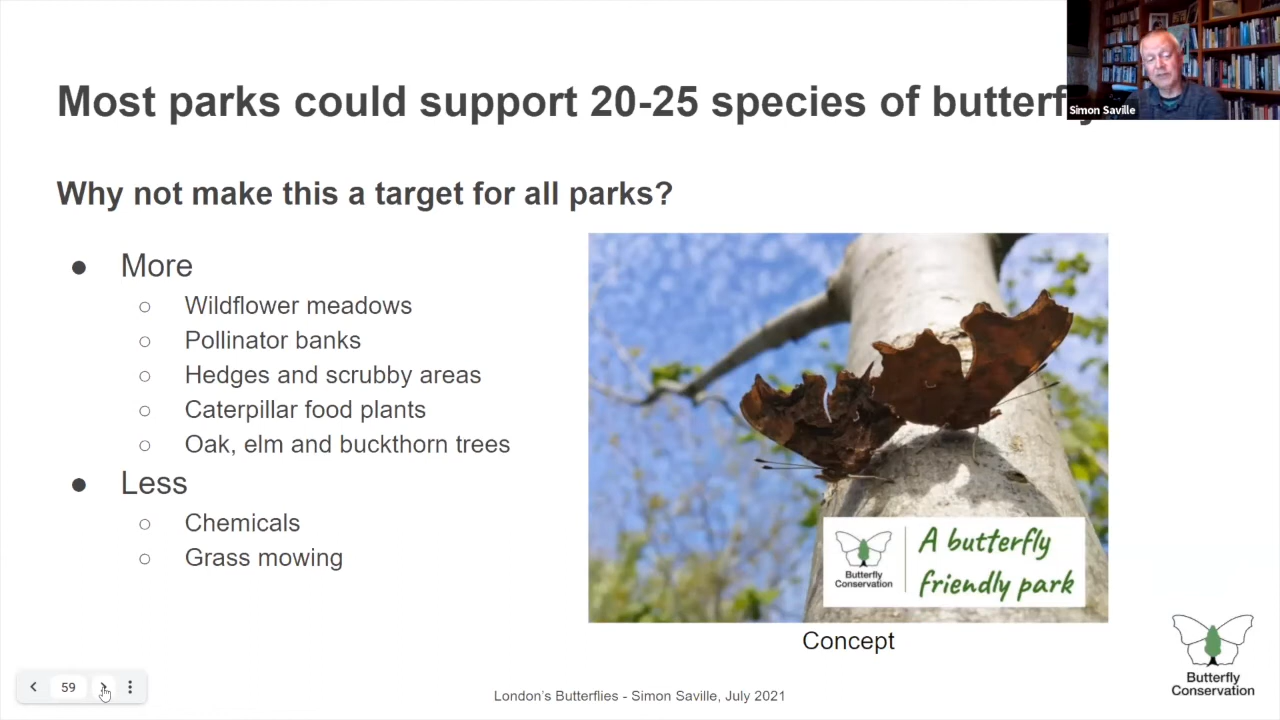 Most parks could support 20-25 species of butterfly
Simon Saville
Why not make this a target for all parks?
● More
○ Wildflower meadows
○ Pollinator banks
○ Hedges and scrubby areas
○ Caterpillar food plants
○ Oak, elm and buckthorn trees
● Less
○ Chemicals
○ Grass mowing
Butterfly
Conservation
A butterfly
friendly park
Concept
59
London's Butterflies - Simon Saville, July 2021
Butterfly
Conservation